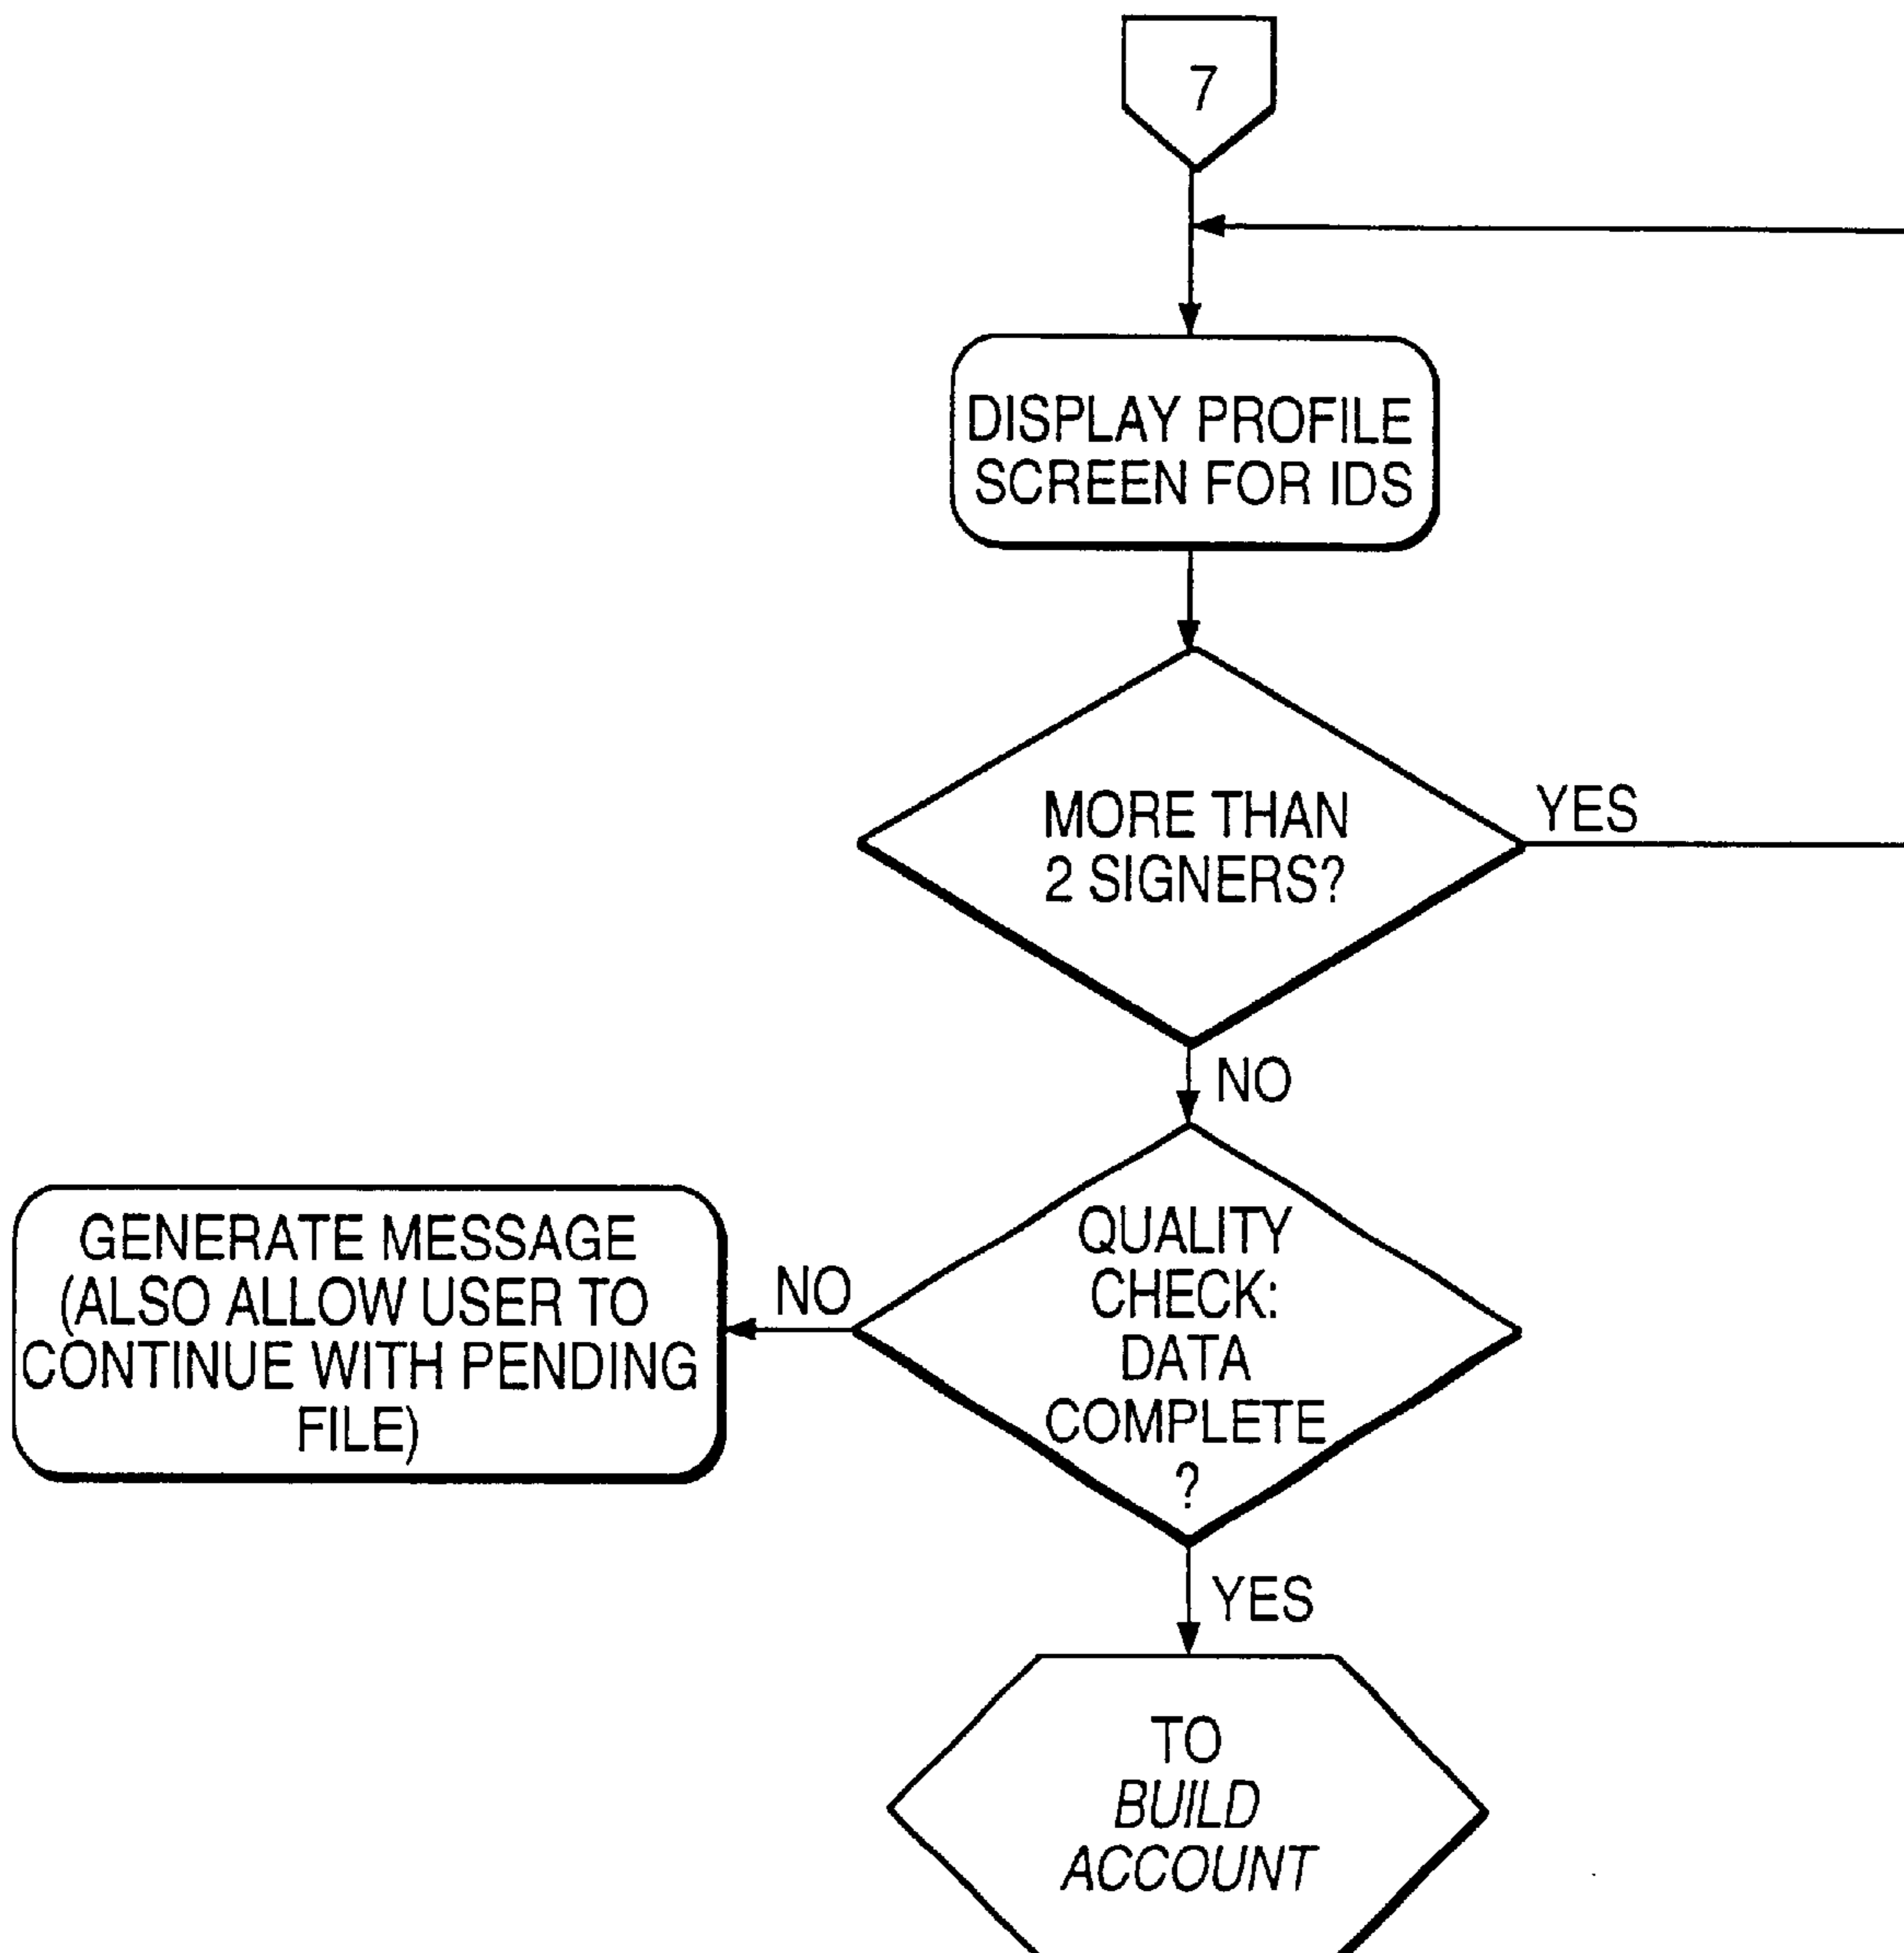 7
DISPLAY PROFILE
SCREEN FOR IDS
MORE THAN
2 SIGNERS?
YES
NO
QUALITY
CHECK:
DATA
COMPLETE
?
NO
GENERATE MESSAGE
(ALSO ALLOW USER TO
CONTINUE WITH PENDING
FILE)
YES
TO
BUILD
ACCOUNT